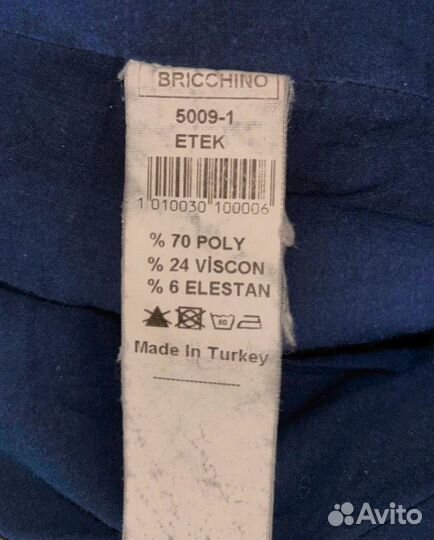 BRICCHINO
5009-1
ETEK
1 010030 100006
% 70 POLY
% 24 VİSCON
% 6 ELESTAN
Made In Turkey
Avito